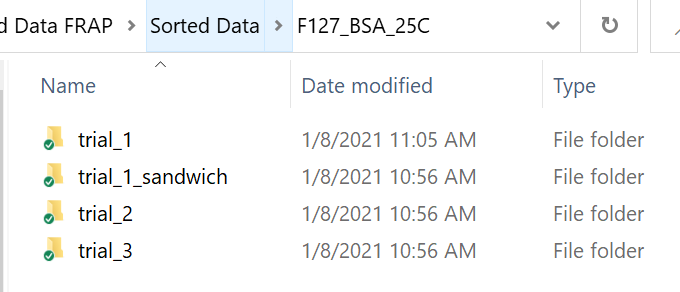 d Data FRAP > Sorted Data > F127_BSA_25C
Name Date modified Type
trial_1 1/8/2021 11:05 AM File folder
trial_1_sandwich 1/8/2021 10:56 AM File folder
trial_2 1/8/2021 10:56 AM File folder
trial_3 1/8/2021 10:56 AM File folder